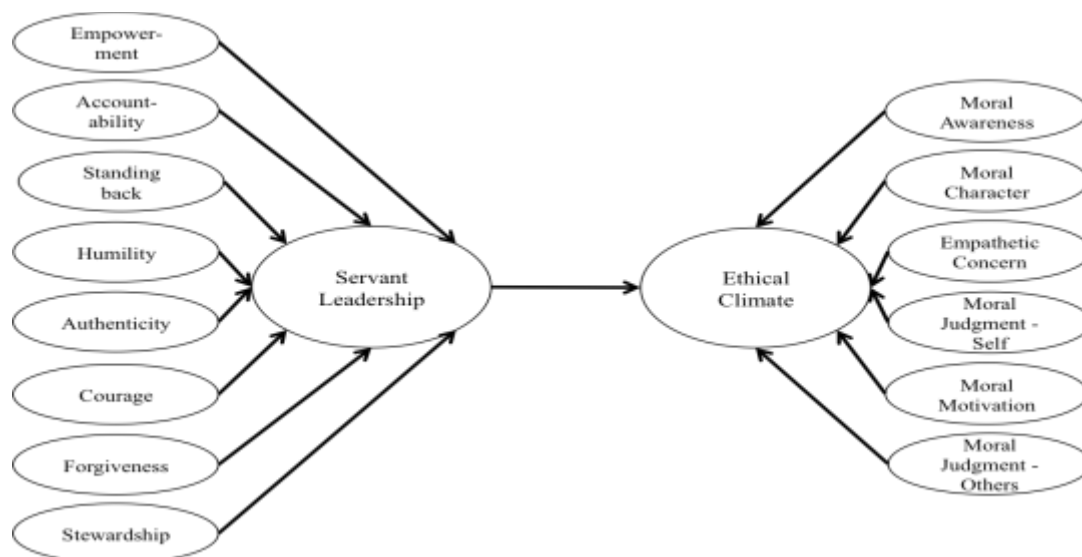 Empower-
ment
Account-
ability
Standing
back
Humility
Authenticity
Courage
Forgiveness
Stewardship
Servant
Leadership
Ethical
Climate
Moral
Awareness
Moral
Character
Empathetic
Concern
Moral
Judgment -
Self
Moral
Motivation
Moral
Judgment -
Others